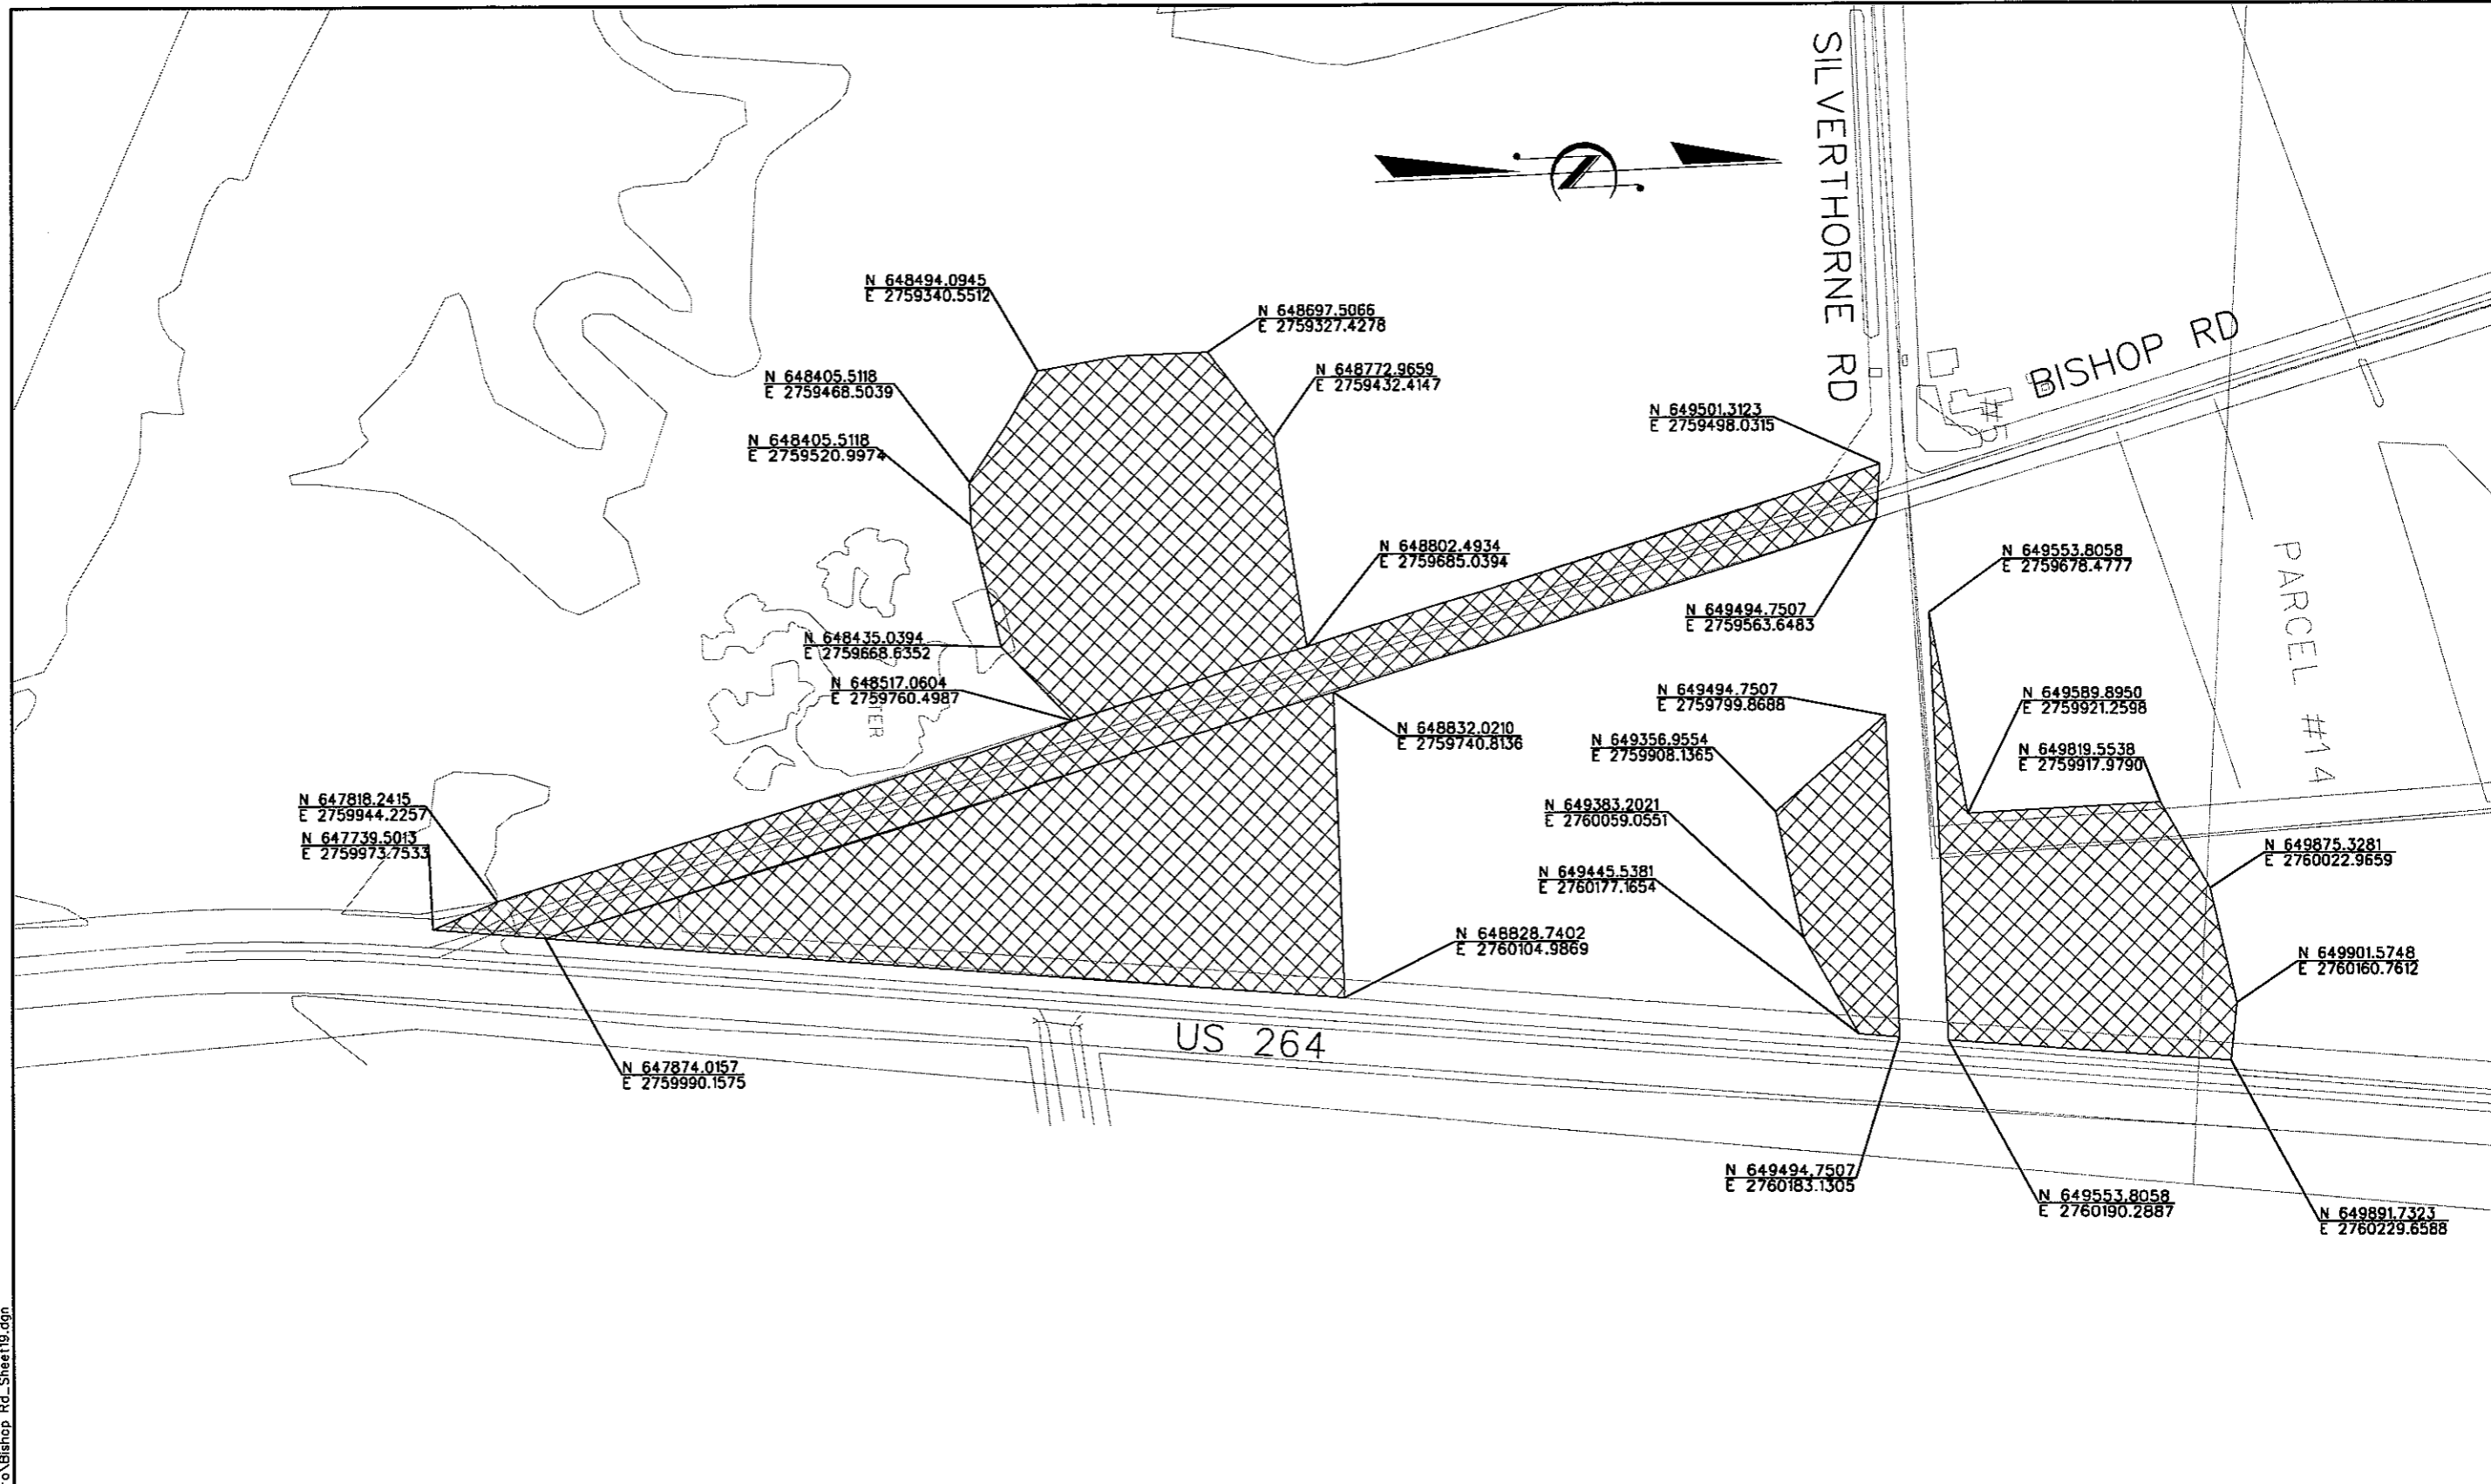 SILVERTHORNE RD
N 648494.0945
E 2759340.5512
N 648697.5066
E 2759327.4278
N 648405.5118
E 2759468.5039
N 648772.9659
E 2759432.4147
BISHOP RD
N 648405.5118
E 2759520.9974
N 649501.3123
E 2759498.0315
N 648802.4934
E 2759685.0394
N 649553.8058
E 2759678.4777
N 649494.7507
E 2759563.6483
PARCEL #14
N 648435.0394
E 2759668.6352
N 648517.0604
E 2759760.4987
TER
N 649494.7507
E 2759799.8688
N 649589.8950
E 2759921.2598
N 648832.0210
E 2759740.8136
N 649356.9554
E 2759908.1365
N 649819.5538
E 2759917.9790
N 647818.2415
E 2759944.2257
N 649383.2021
E 2760059.0551
N 647739.5013
E 2759973.7533
N 649875.3281
E 2760022.9659
N 649445.5381
E 2760177.1654
N 648828.7402
E 2760104.9869
N 649901.5748
E 2760160.7612
US 264
N 647874.0157
E 2759990.1575
N 649494.7507
E 2760183.1305
N 649553.8058
E 2760190.2887
N 649891.7323
E 2760229.6588
o\Bishop Rd_Sheet19.dgn